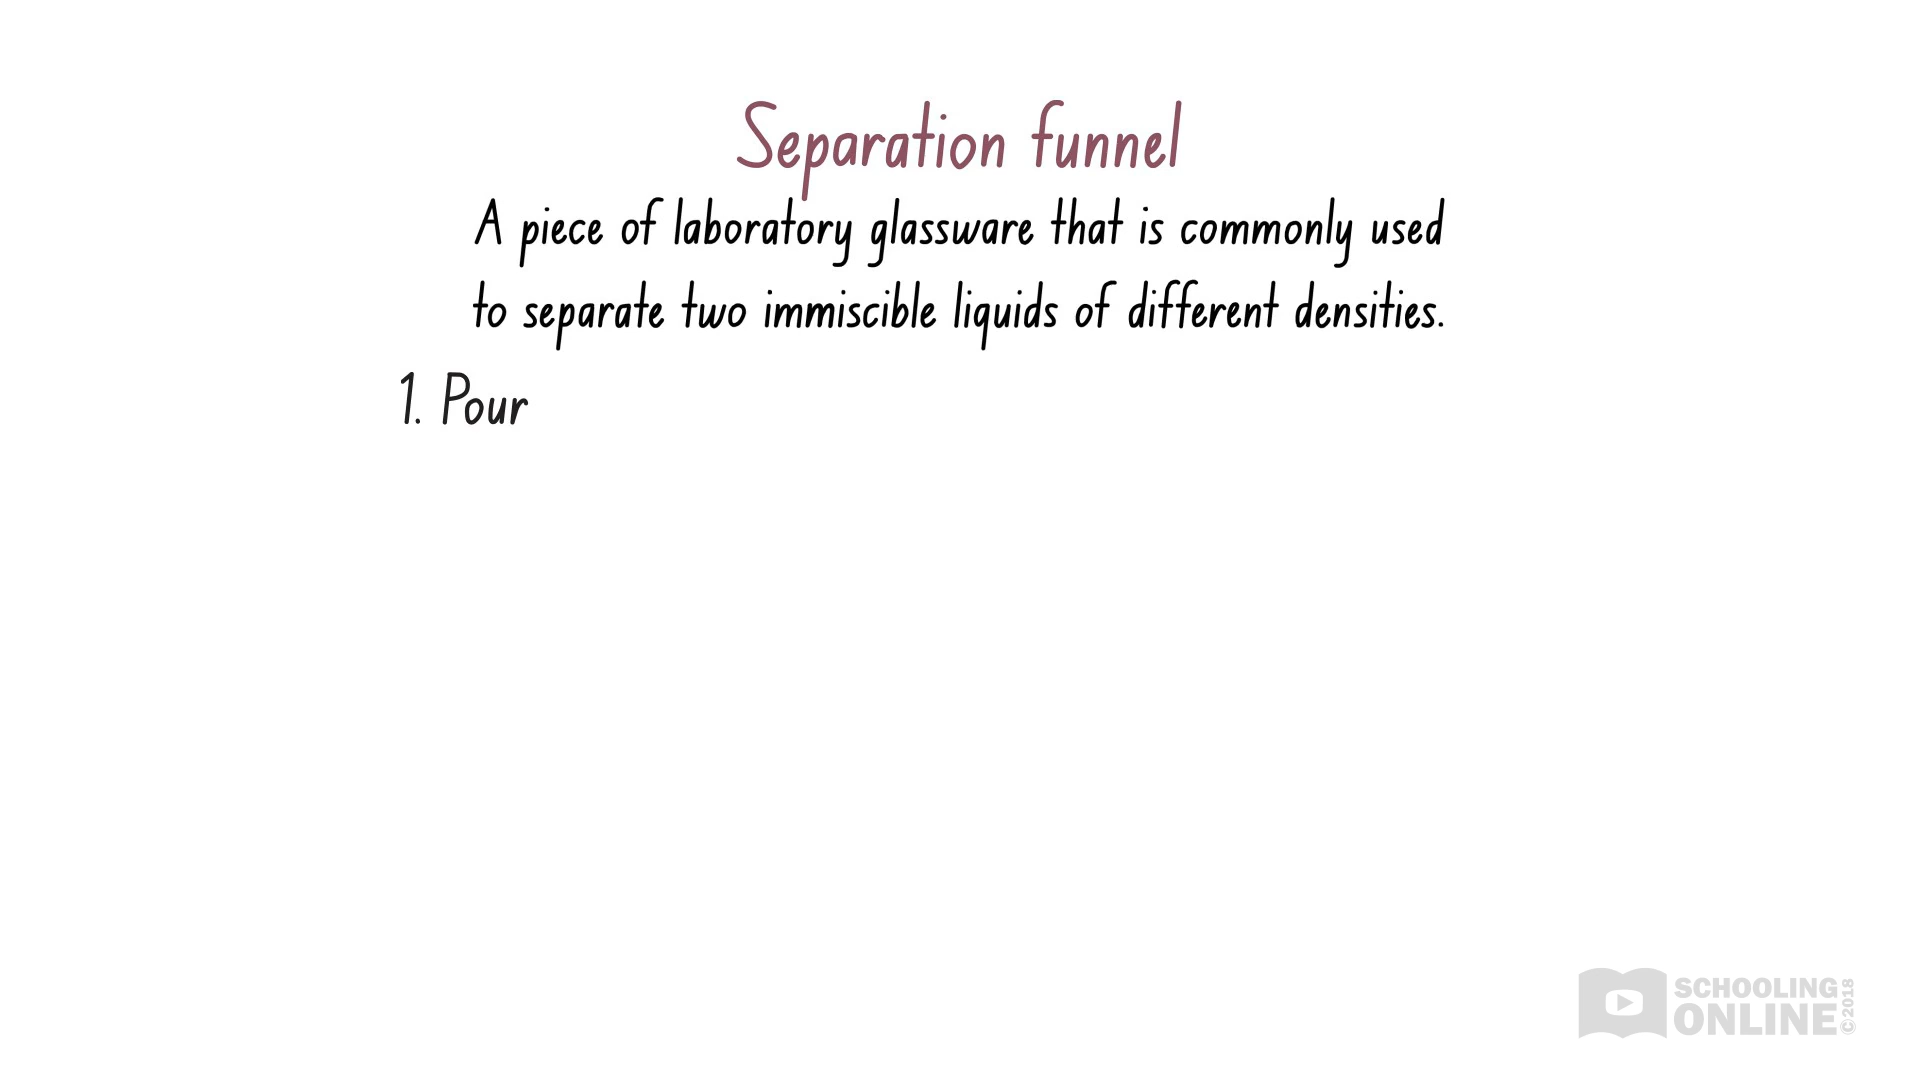 Separation funnel
A piece of laboratory glassware that is commonly used
to separate two immiscible liquids of different densities.
1. Pour
SCHOOLING
ONLINE
©2018